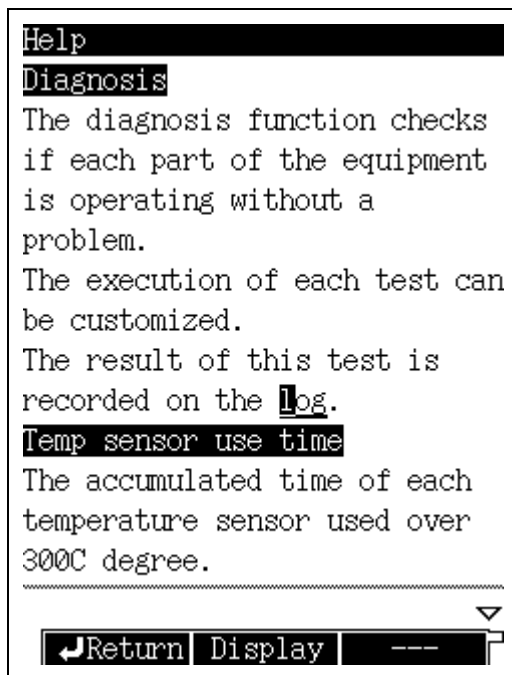 Help
Diagnosis
The diagnosis function checks
if each part of the equipment
is operating without a
problem.
The execution of each test can
be customized.
The result of this test is
recorded on the log.
Temp sensor use time
The accumulated time of each
temperature sensor used over
300C degree.
↵Return Display ---